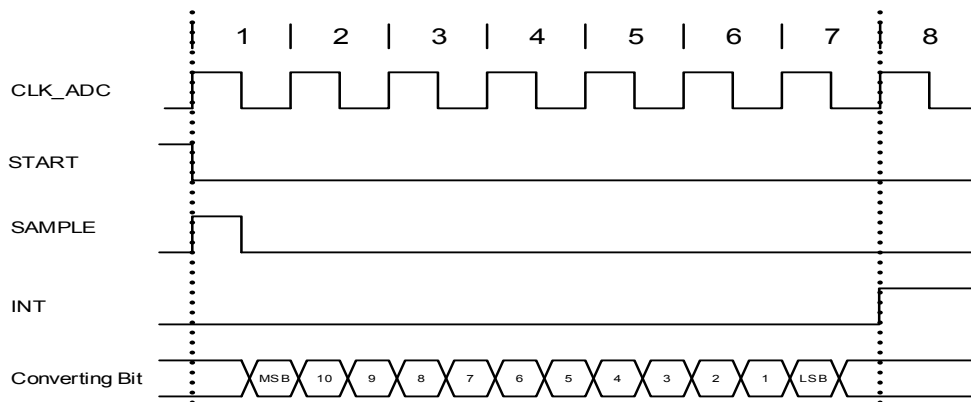 1 | 2 | 3 | 4 | 5 | 6 | 7 | 8
CLK_ADC
START
SAMPLE
INT
Converting Bit MSB 10 9 8 7 6 5 4 3 2 1 LSB